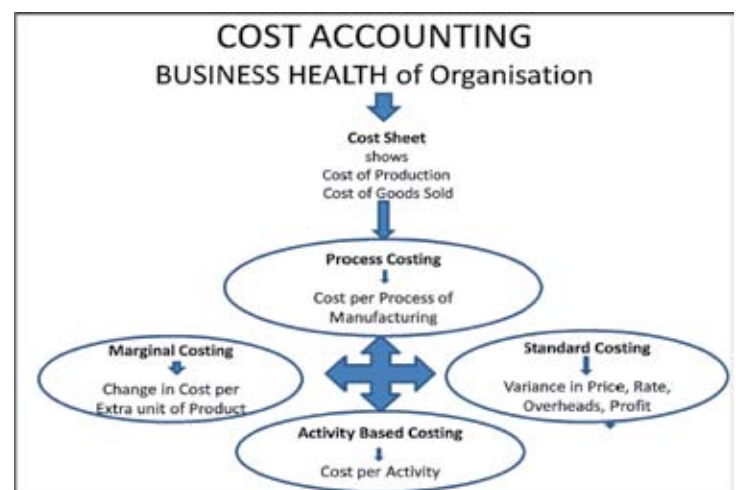 COST ACCOUNTING
BUSINESS HEALTH of Organisation
Cost Sheet
shows
Cost of Production
Cost of Goods Sold
Process Costing
Cost per Process of
Manufacturing
Marginal Costing
Change in Cost per
Extra unit of Product
Standard Costing
Variance in Price, Rate,
Overheads, Profit
Activity Based Costing
Cost per Activity